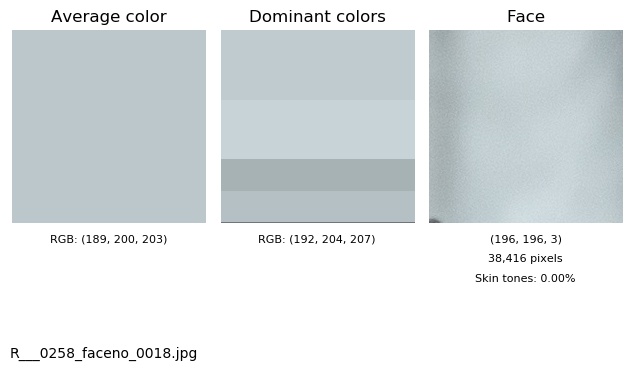 Average color
Dominant colors
Face
RGB: (189, 200, 203)
RGB: (192, 204, 207)
(196, 196, 3)
38,416 pixels
Skin tones: 0.00%
R___0258_faceno_0018.jpg